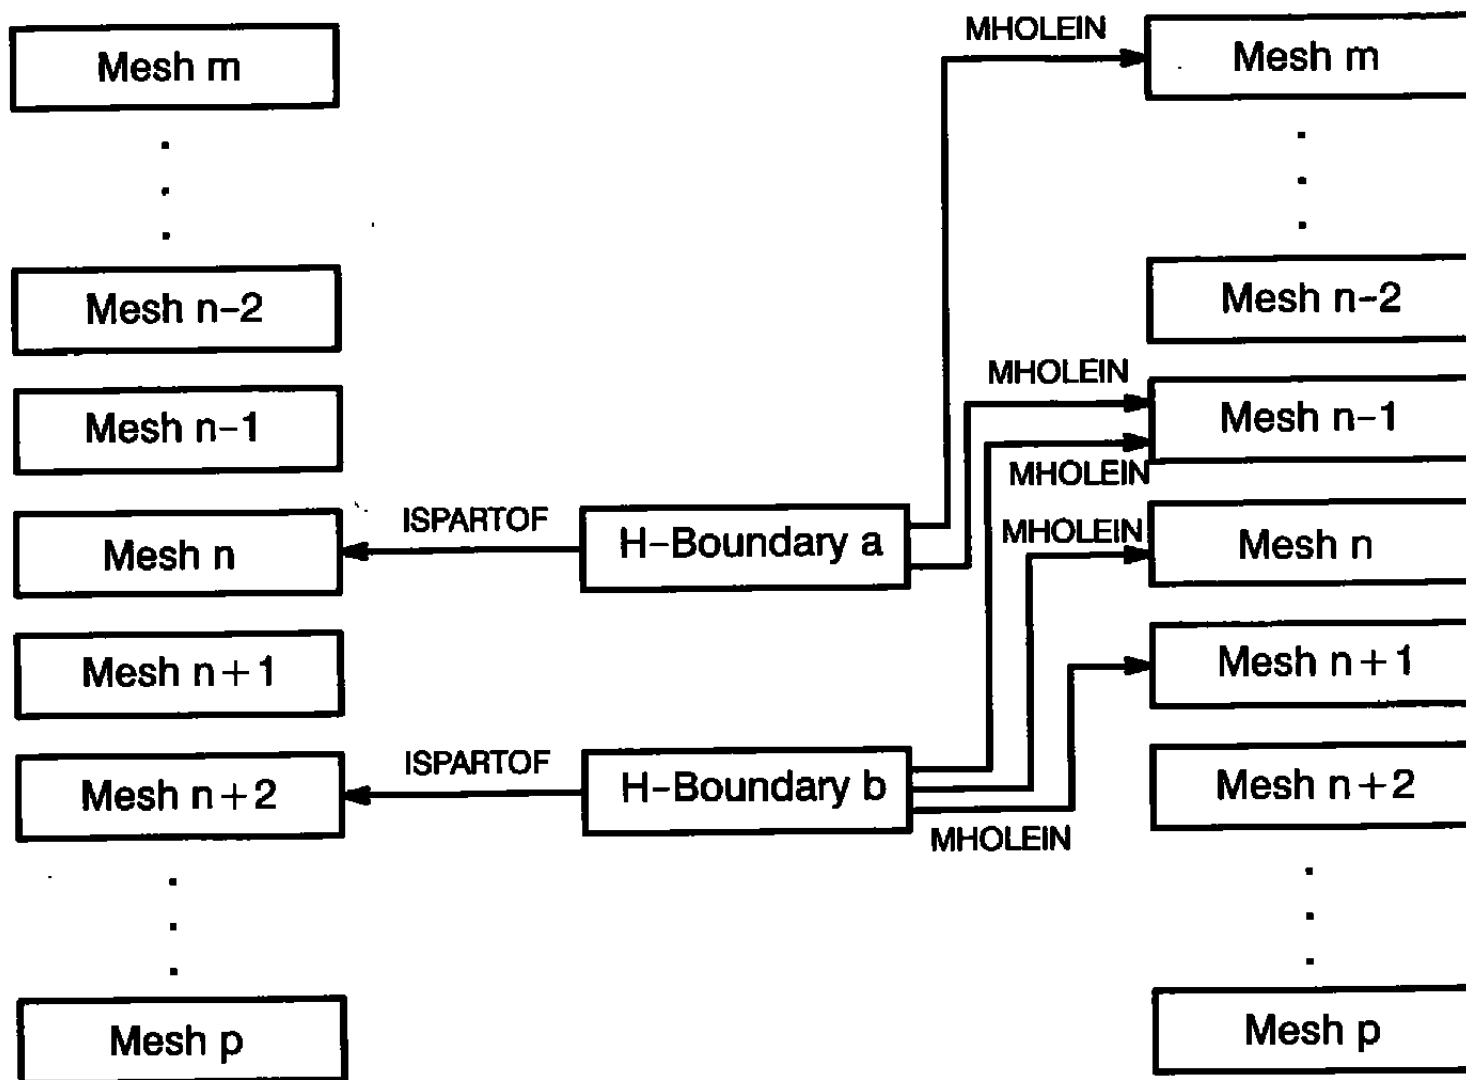 MHOLEIN
Mesh m
Mesh m
Mesh n-2
Mesh n-2
MHOLEIN
Mesh n-1
Mesh n-1
MHOLEIN
ISPARTOF
MHOLEIN
Mesh n
H-Boundary a
Mesh n
Mesh n+1
Mesh n+1
ISPARTOF
Mesh n+2
H-Boundary b
Mesh n+2
MHOLEIN
Mesh p
Mesh p